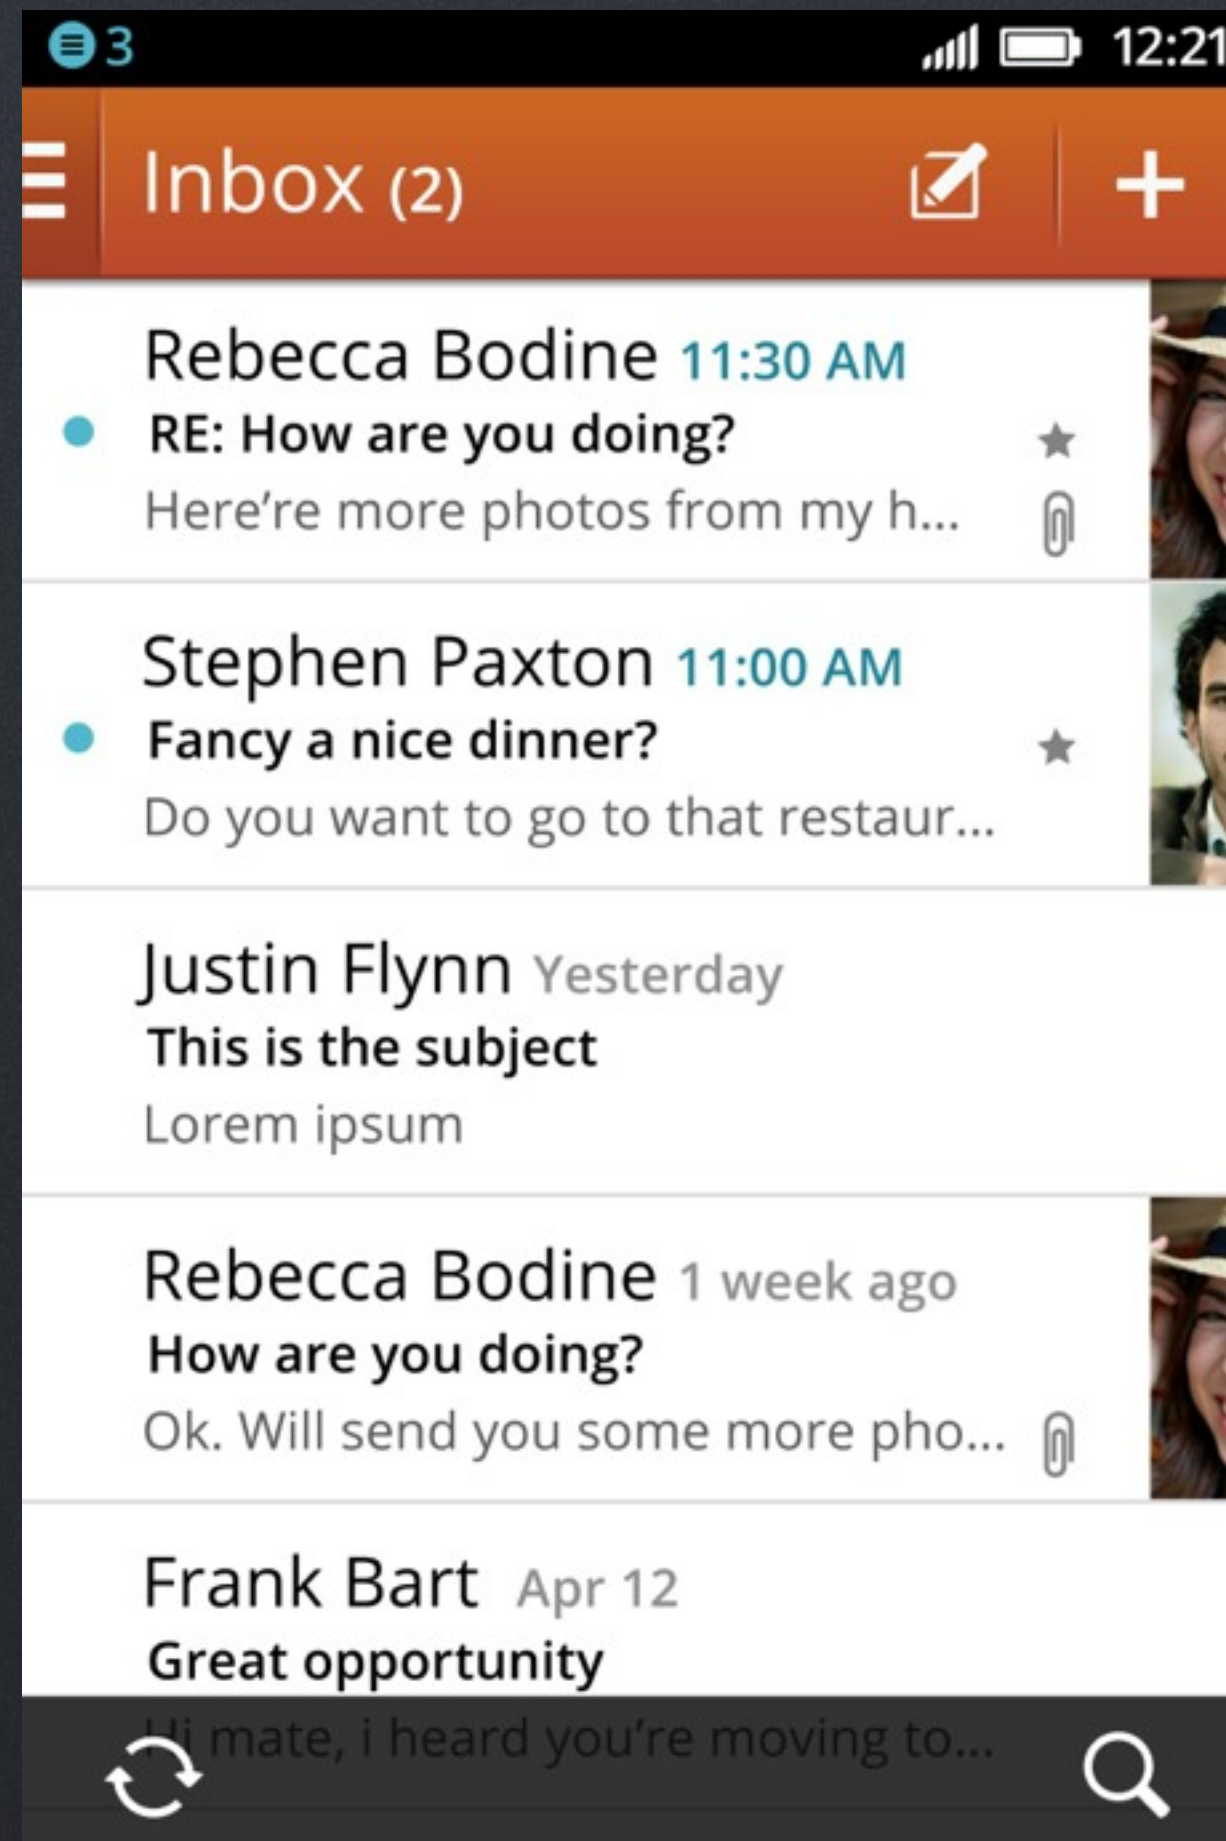 3 12:21
Inbox (2)
Rebecca Bodine 11:30 AM
RE: How are you doing?
Here’re more photos from my h...
Stephen Paxton 11:00 AM
Fancy a nice dinner?
Do you want to go to that restaur...
Justin Flynn Yesterday
This is the subject
Lorem ipsum
Rebecca Bodine 1 week ago
How are you doing?
Ok. Will send you some more pho...
Frank Bart Apr 12
Great opportunity
Hi mate, i heard you’re moving to...